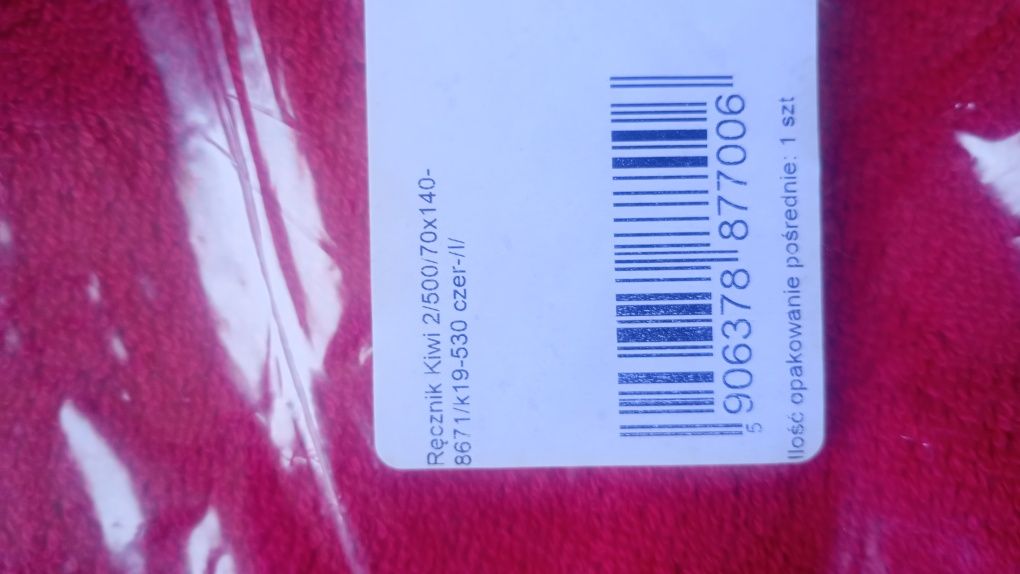 Ręcznik Kiwi 2/500/70x140-
8671/k19-530 czer-/I/
5 906378 877006
Ilość opakowanie pośrednie: 1 szt